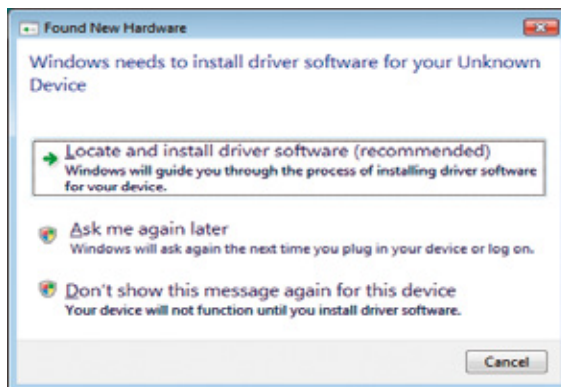 Found New Hardware
Windows needs to install driver software for your Unknown
Device
Locate and install driver software (recommended)
Windows will guide you through the process of installing driver software
for your device.
Ask me again later
Windows will ask again the next time you plug in your device or log on.
Don't show this message again for this device
Your device will not function until you install driver software.
Cancel